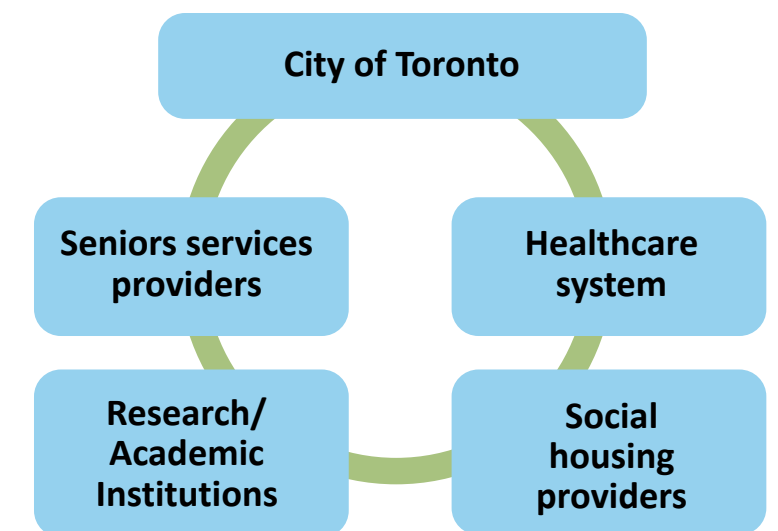 City of Toronto
Seniors services
providers
Healthcare
system
Research/
Academic
Institutions
Social
housing
providers